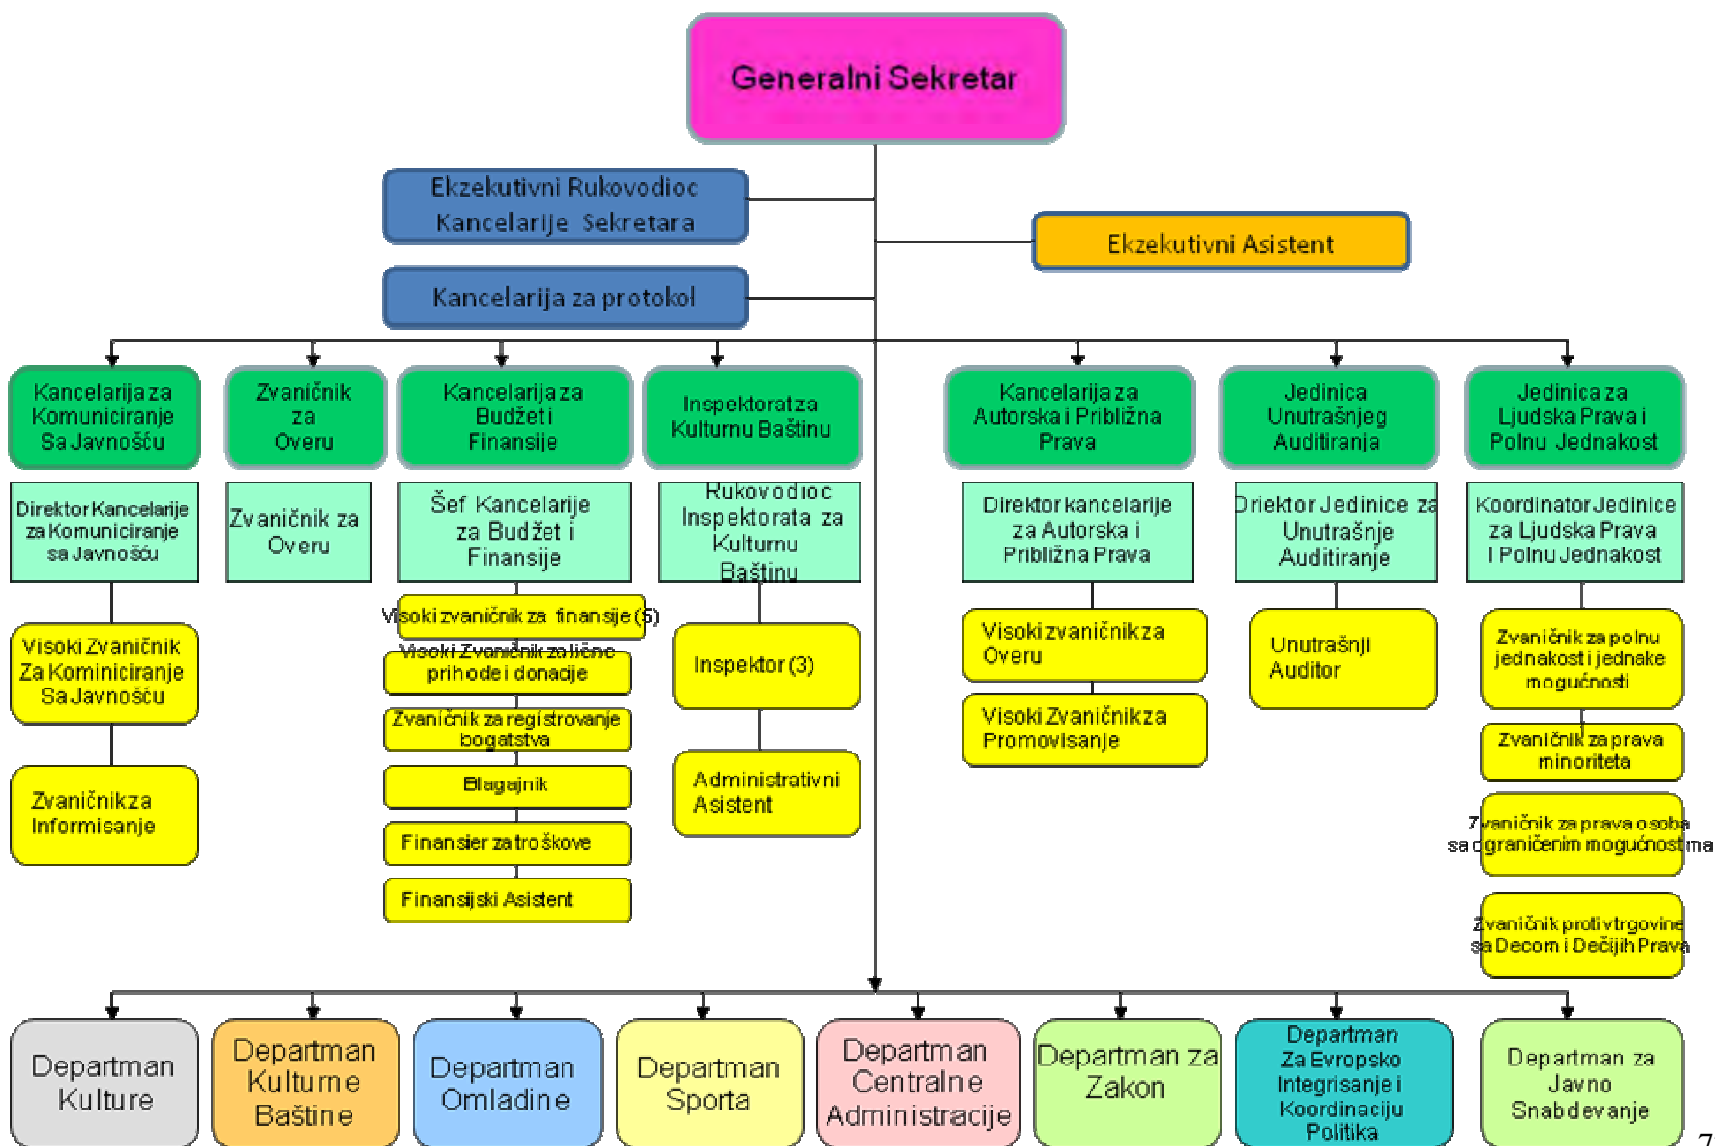 Generalni Sekretar
Ekzekutivni Rukovodioc
Kancelarije Sekretara
Ekzekutivni Asistent
Kancelarija za protokol
Kancelarija za
Komuniciranje
Sa Javnošću
Zvaničnik
za
Overu
Kancelarija za
Budžet i
Finansije
Inspektorat za
Kulturnu Baštinu
Kancelarija za
Autorska i Približna
Prava
Jedinica
Unutrašnjeg
Auditiranja
Jedinica za
Ljudska Prava i
Polnu Jednakost
Direktor Kancelarije
za Komuniciranje
sa Javnošću
Zvaničnik za
Overu
Šef Kancelarije
za Budžet i
Finansije
Rukovodioc
Inspektorata za
Kulturnu
Baštinu
Direktor kancelarije
za Autorska i
Približna Prava
Driektor Jedinice za
Unutrašnje
Auditiranje
Koordinator Jedinice
za Ljudska Prava
I Polnu Jednakost
Visoki Zvaničnik
Za Kominiciranje
Sa Javnošću
Zvaničnik za
Informisanje
Visoki zvaničnik za finansije (5)
Visoki Zvaničnik za lične
prihode i donacije
Zvaničnik za registrovanje
bogatstva
Blagajnik
Finansier za troškove
Finansijski Asistent
Inspektor (3)
Administrativni
Asistent
Visoki zvaničnik za
Overu
Visoki Zvaničnik za
Promovisanje
Unutrašnji
Auditor
Zvaničnik za polnu
jednakost i jednake
mogućnosti
Zvaničnik za prava
minoriteta
Zvaničnik za prava osoba
sa ograničenim mogućnostima
Zvaničnik protiv trgovine
sa Decom i Dečijih Prava
Departman
Kulture
Departman
Kulturne
Baštine
Departman
Omladine
Departman
Sporta
Departman
Centralne
Administracije
Departman za
Zakon
Departman
Za Evropsko
Integrisanje i
Koordinaciju
Politika
Departman za
Javno
Snabdevanje
7